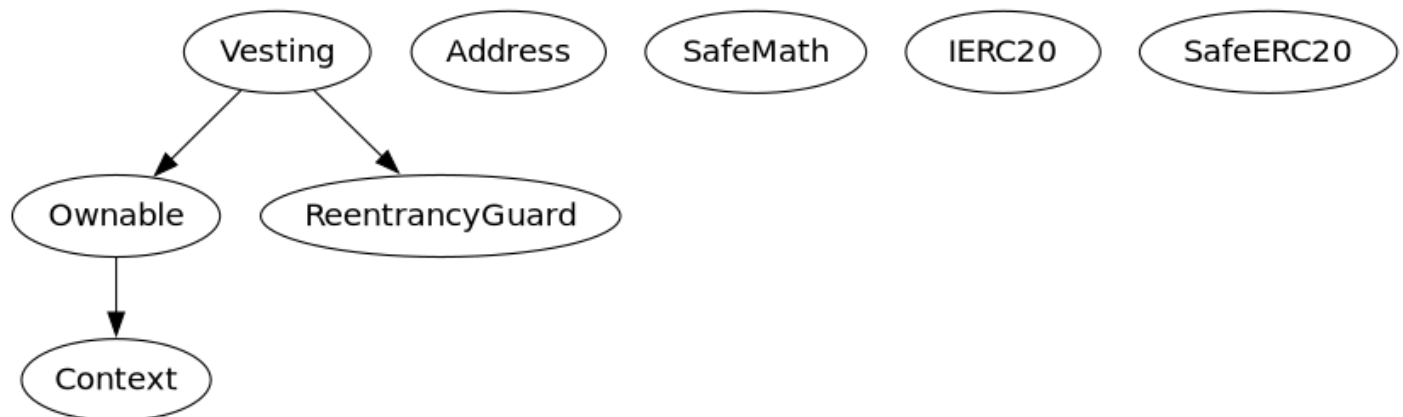 Vesting
Address
SafeMath
IERC20
SafeERC20
Ownable
ReentrancyGuard
Context